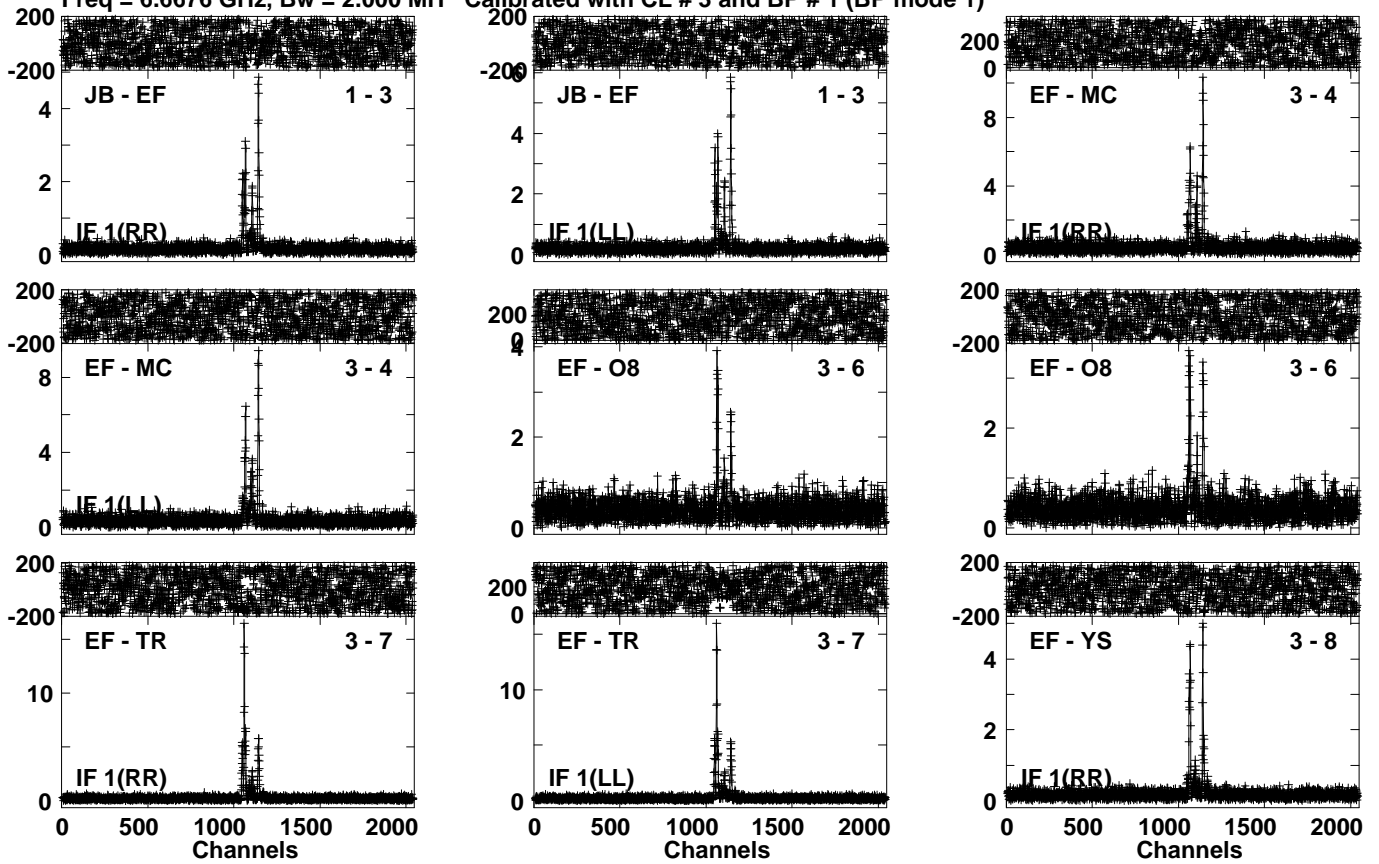 Freq = 6.6676 GHz, Bw = 2.000 MH Calibrated with CL # 3 and BP # 1 (BP mode 1)
200
-200
JB - EF 1 - 3
4
2
0
IF 1(RR)
200
-200
JB - EF 1 - 3
6
4
2
0
IF 1(LL)
200
0
EF - MC 3 - 4
8
4
0
IF 1(RR)
200
-200
EF - MC 3 - 4
8
4
0
IF 1(LL)
200
0
EF - O8 3 - 6
4
2
0
200
-200
EF - O8 3 - 6
2
0
200
-200
EF - TR 3 - 7
10
0
IF 1(RR)
200
0
EF - TR 3 - 7
10
0
IF 1(LL)
200
-200
EF - YS 3 - 8
4
2
0
IF 1(RR)
0 500 1000 1500 2000
Channels
0 500 1000 1500 2000
Channels
0 500 1000 1500 2000
Channels